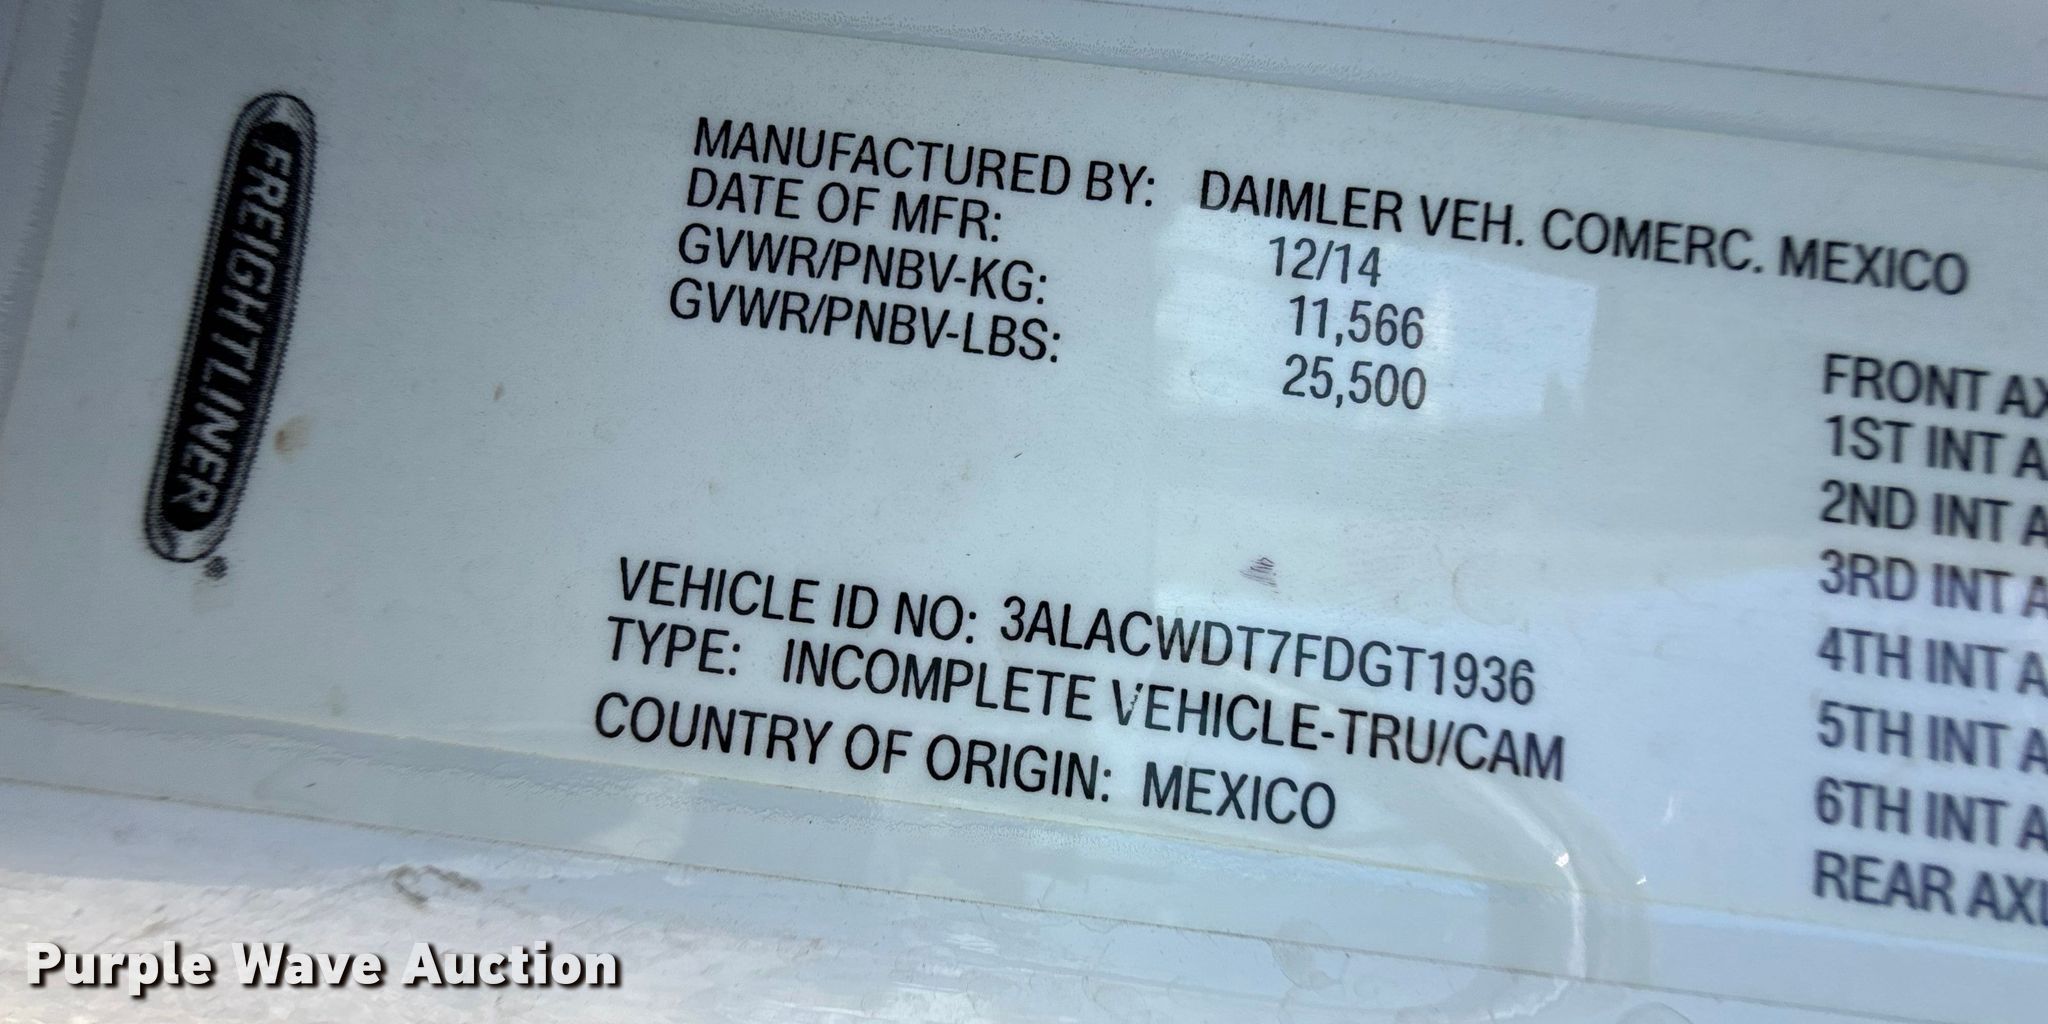 FREIGHTLINER®
MANUFACTURED BY: DAIMLER VEH. COMERC. MEXICO
DATE OF MFR: 12/14
GVWR/PNBV-KG: 11,566
GVWR/PNBV-LBS: 25,500
VEHICLE ID NO: 3ALACWDT7FDGT1936
TYPE: INCOMPLETE VEHICLE-TRU/CAM
COUNTRY OF ORIGIN: MEXICO
FRONT
1ST INT
2ND INT
3RD INT
4TH INT
5TH INT
6TH INT
REAR
Purple Wave Auction